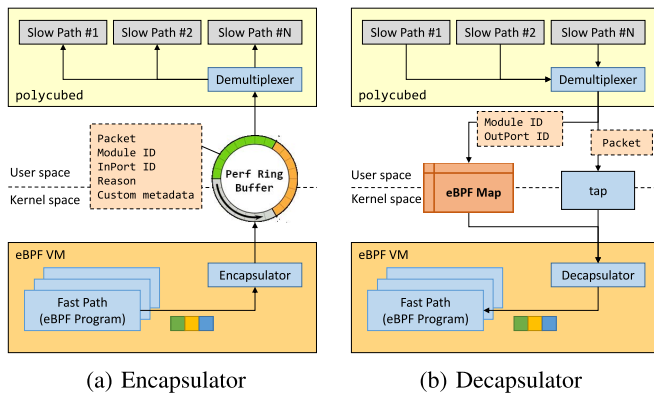 Slow Path #1
Slow Path #2
Slow Path #N
Demultiplexer
polycubed
Packet
Module ID
InPort ID
Reason
Custom metadata
Perf Ring
Buffer
User space
Kernel space
eBPF VM
Encapsulator
Fast Path
(eBPF Program)
(a) Encapsulator
Slow Path #1
Slow Path #2
Slow Path #N
Demultiplexer
polycubed
Module ID
OutPort ID
Packet
User space
Kernel space
eBPF Map
tap
eBPF VM
Decapsulator
Fast Path
(eBPF Program)
(b) Decapsulator